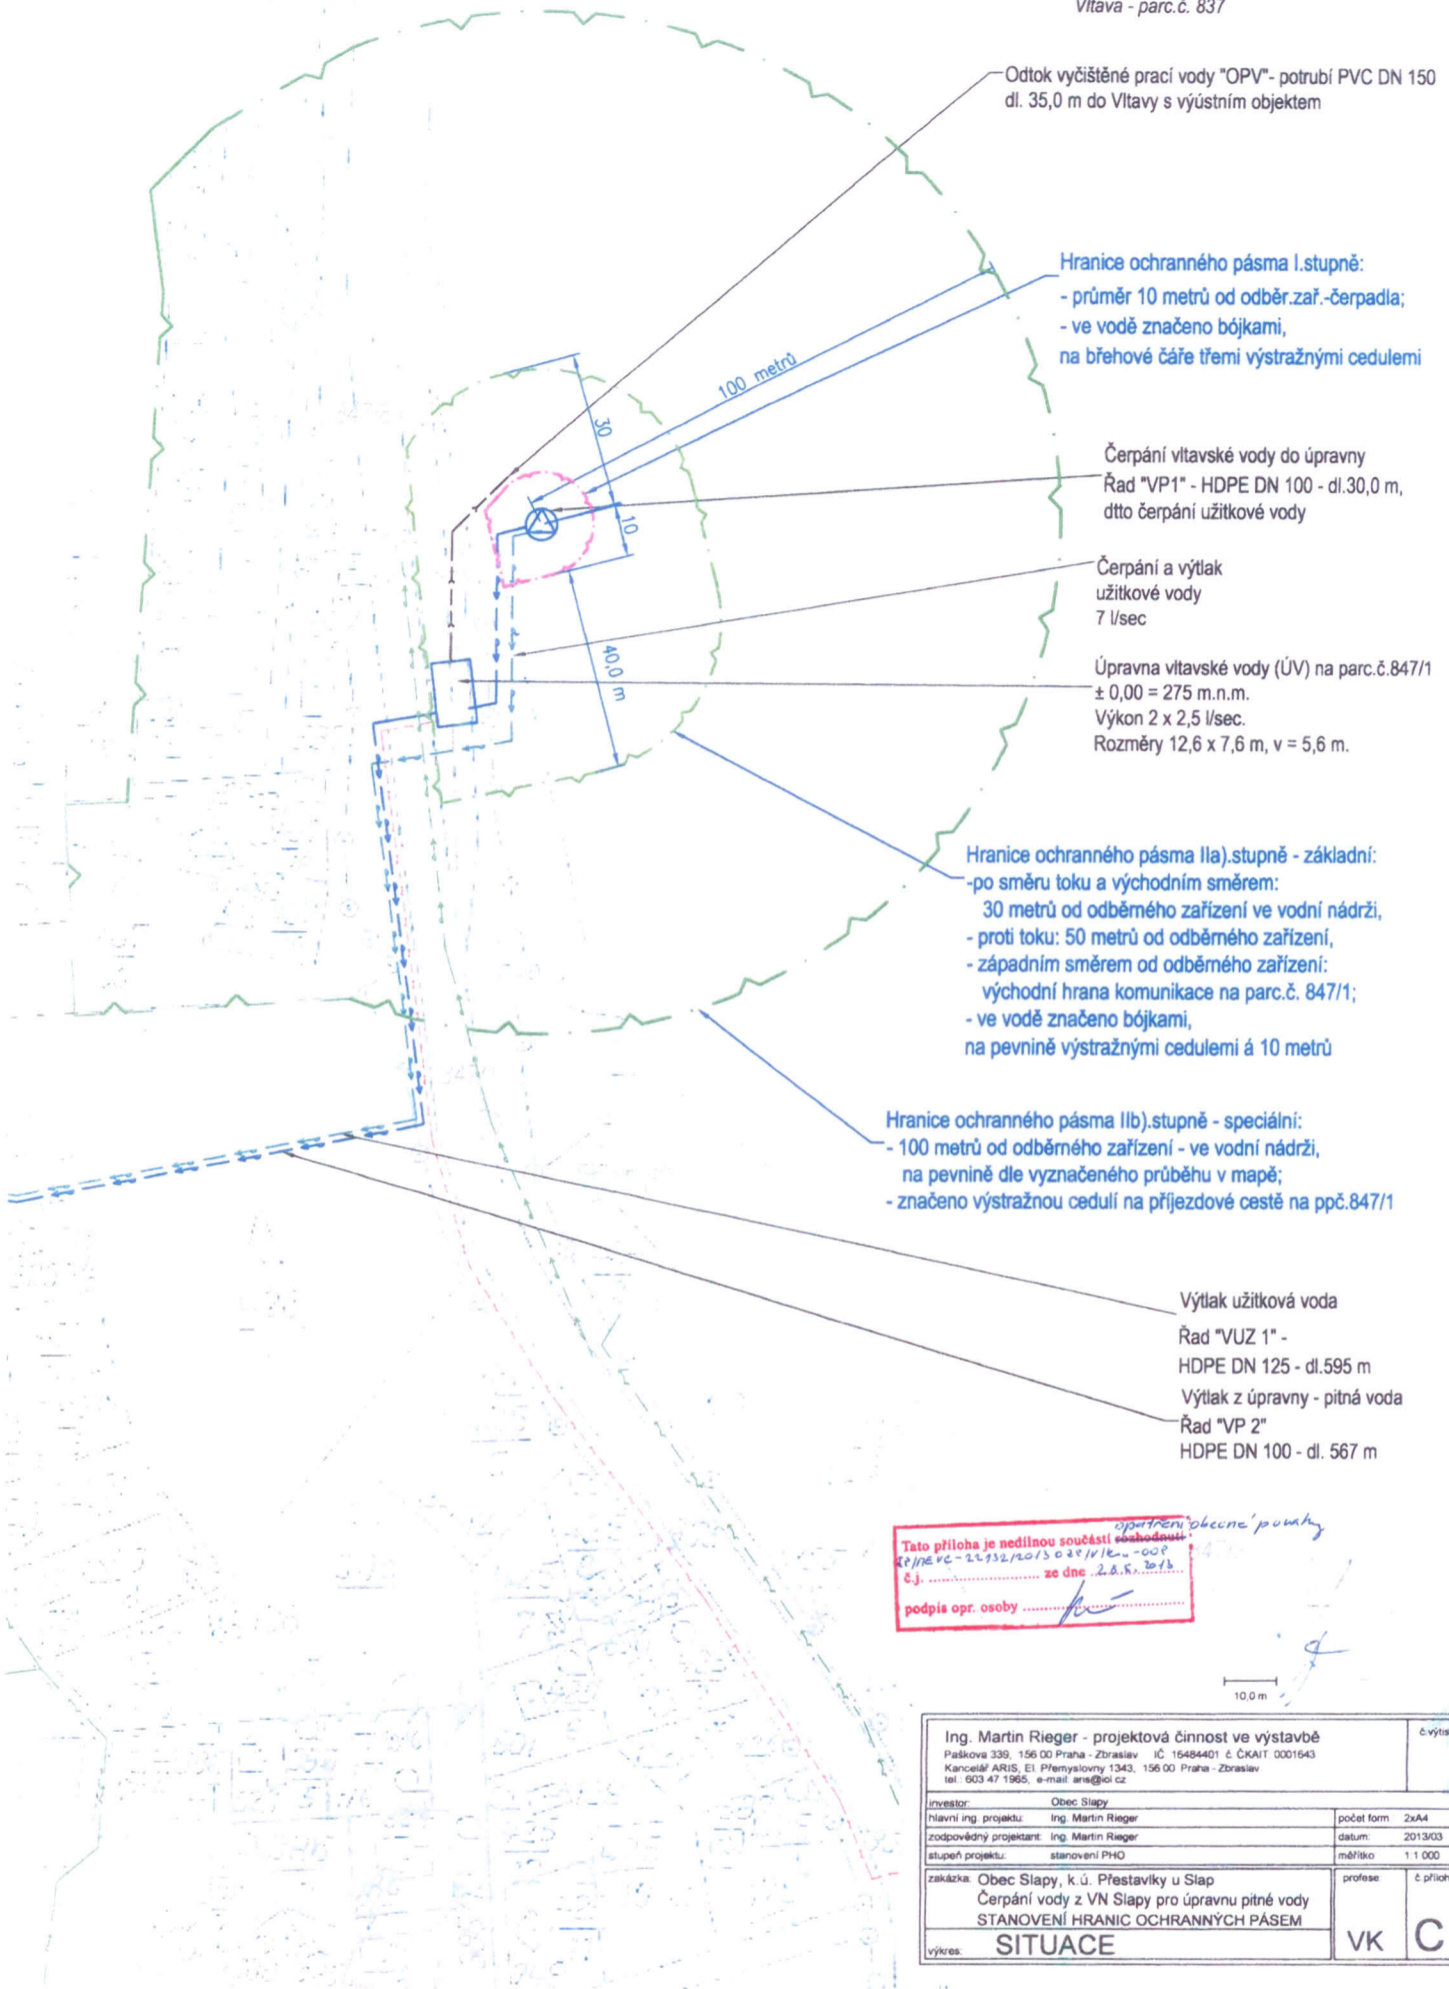 Vltava - parc.č. 837
Odtok vyčištěné prací vody "OPV"- potrubí PVC DN 150
dl. 35,0 m do Vltavy s výústním objektem
Hranice ochranného pásma I.stupně:
- průměr 10 metrů od odběr.zař.-čerpadla;
- ve vodě značeno bójkami,
na břehové čáře třemi výstražnými cedulemi
100 metrů
30
10
40,0 m
Čerpání vltavské vody do úpravny
Řad "VP1" - HDPE DN 100 - dl.30,0 m,
dtto čerpání užitkové vody
Čerpání a výtlak
užitkové vody
7 l/sec
Úpravna vltavské vody (ÚV) na parc.č.847/1
± 0,00 = 275 m.n.m.
Výkon 2 x 2,5 l/sec.
Rozměry 12,6 x 7,6 m, v = 5,6 m.
Hranice ochranného pásma IIa).stupně - základní:
-po směru toku a východním směrem:
30 metrů od odběrného zařízení ve vodní nádrži,
- proti toku: 50 metrů od odběrného zařízení,
- západním směrem od odběrného zařízení:
východní hrana komunikace na parc.č. 847/1;
- ve vodě značeno bójkami,
na pevnině výstražnými cedulemi á 10 metrů
Hranice ochranného pásma IIb).stupně - speciální:
- 100 metrů od odběrného zařízení - ve vodní nádrži,
na pevnině dle vyznačeného průběhu v mapě;
- značeno výstražnou cedulí na příjezdové cestě na ppč.847/1
Výtlak užitková voda
Řad "VUZ 1" -
HDPE DN 125 - dl.595 m
Výtlak z úpravny - pitná voda
Řad "VP 2"
HDPE DN 100 - dl. 567 m
opatření obecné povahy
Tato příloha je nedílnou součástí rozhodnutí
č.j. .................... ze dne
podpis opr. osoby
10,0 m
Ing. Martin Rieger - projektová činnost ve výstavbě
Paškova 339, 156 00 Praha - Zbraslav IČ 16484401 č. ČKAIT 0001643
Kancelář ARIS, El. Přemyslovny 1343, 156 00 Praha - Zbraslav
tel.: 603 47 1965, e-mail: aris@iol.cz
č.výtis
investor: Obec Slapy
hlavní ing. projektu: Ing. Martin Rieger
počet form 2xA4
zodpovědný projektant: Ing. Martin Rieger
datum: 2013/03
stupeň projektu: stanovení PHO
měřítko 1:1 000
zakázka: Obec Slapy, k.ú. Přestavlky u Slap
Čerpání vody z VN Slapy pro úpravnu pitné vody
STANOVENÍ HRANIC OCHRANNÝCH PÁSEM
profese:
č.příloh
výkres: SITUACE
VK
C